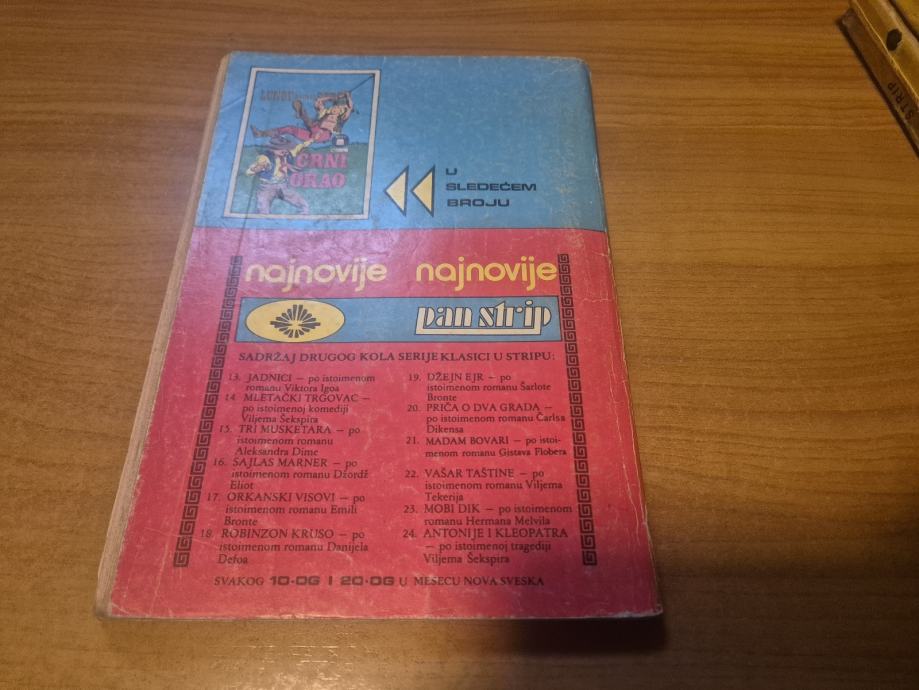 CRNI
ORAO
U
SLEDEĆEM
BROJU
najnovije najnovije
pan strip
SADRŽAJ DRUGOG KOLA SERIJE KLASICI U STRIPU:
13. JADNICI — po istoimenom
romanu Viktora Igoa
14. MLETAČKI TRGOVAC —
po istoimenoj komediji
Viljema Šekspira
15. TRI MUSKETARA — po
istoimenom romanu
Aleksandra Dime
16. SAJLAS MARNER — po
istoimenom romanu Džordž
Eliot
17. ORKANSKI VISOVI — po
istoimenom romanu Emili
Bronte
18. ROBINZON KRUSO — po
istoimenom romanu Danijela
Defoa
19. DŽEJN EJR — po
istoimenom romanu Šarlote
Bronte
20. PRIČA O DVA GRADA —
po istoimenom romanu Čarlsa
Dikensa
21. MADAM BOVARI — po istoi-
menom romanu Gistava Flobera
22. VAŠAR TAŠTINE — po
istoimenom romanu Viljema
Tekerija
23. MOBI DIK — po istoimenom
romanu Hermana Melvila
24. ANTONIJE I KLEOPATRA
— po istoimenoj tragediji
Viljema Šekspira
SVAKOG 10-OG I 20-OG U MESECU NOVA SVESKA
STRIP